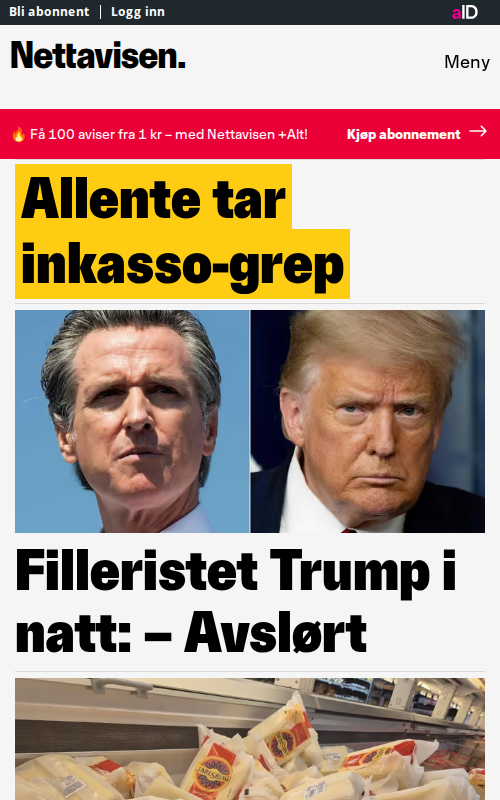 Bli abonnent
Logg inn
aID
Nettavisen.
Meny
🔥 Få 100 aviser fra 1 kr – med Nettavisen +Alt!
Kjøp abonnement →
Allente tar
inkasso-grep
Filleristet Trump i
natt: – Avslørt
JARLSBERG